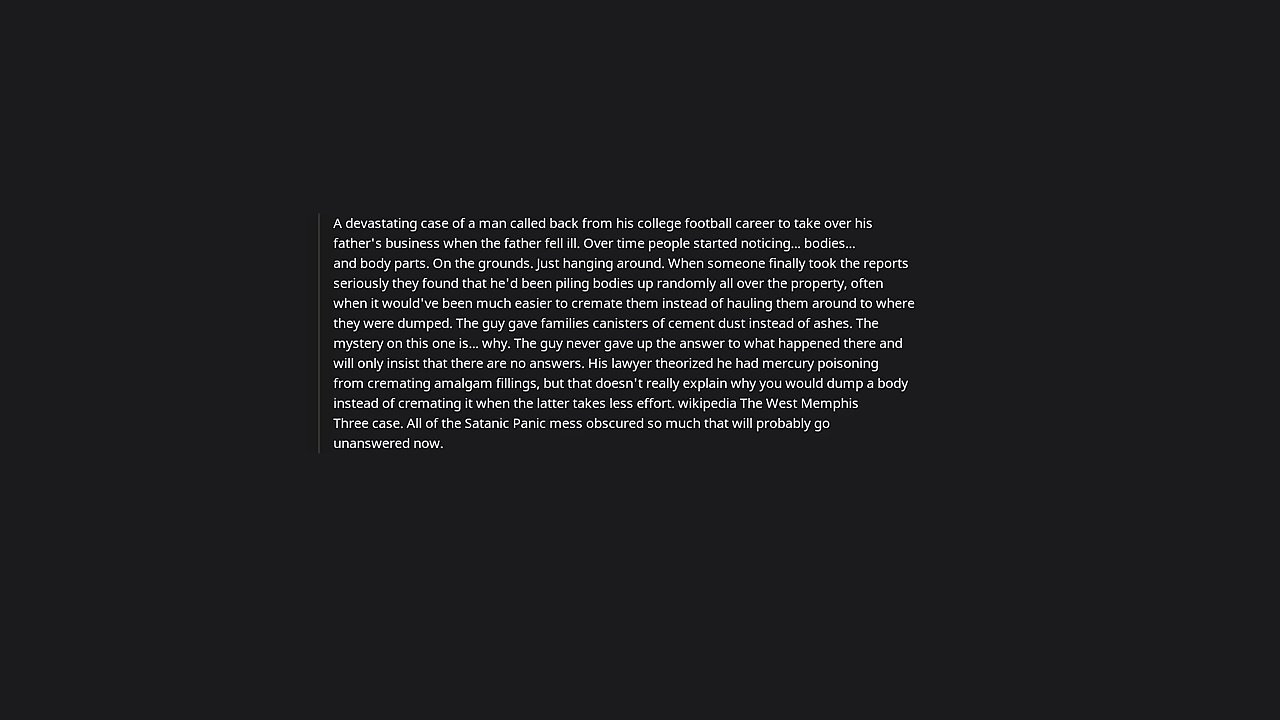 A devastating case of a man called back from his college football career to take over his
father's business when the father fell ill. Over time people started noticing... bodies...
and body parts. On the grounds. Just hanging around. When someone finally took the reports
seriously they found that he'd been piling bodies up randomly all over the property, often
when it would've been much easier to cremate them instead of hauling them around to where
they were dumped. The guy gave families canisters of cement dust instead of ashes. The
mystery on this one is... why. The guy never gave up the answer to what happened there and
will only insist that there are no answers. His lawyer theorized he had mercury poisoning
from cremating amalgam fillings, but that doesn't really explain why you would dump a body
instead of cremating it when the latter takes less effort. wikipedia The West Memphis
Three case. All of the Satanic Panic mess obscured so much that will probably go
unanswered now.